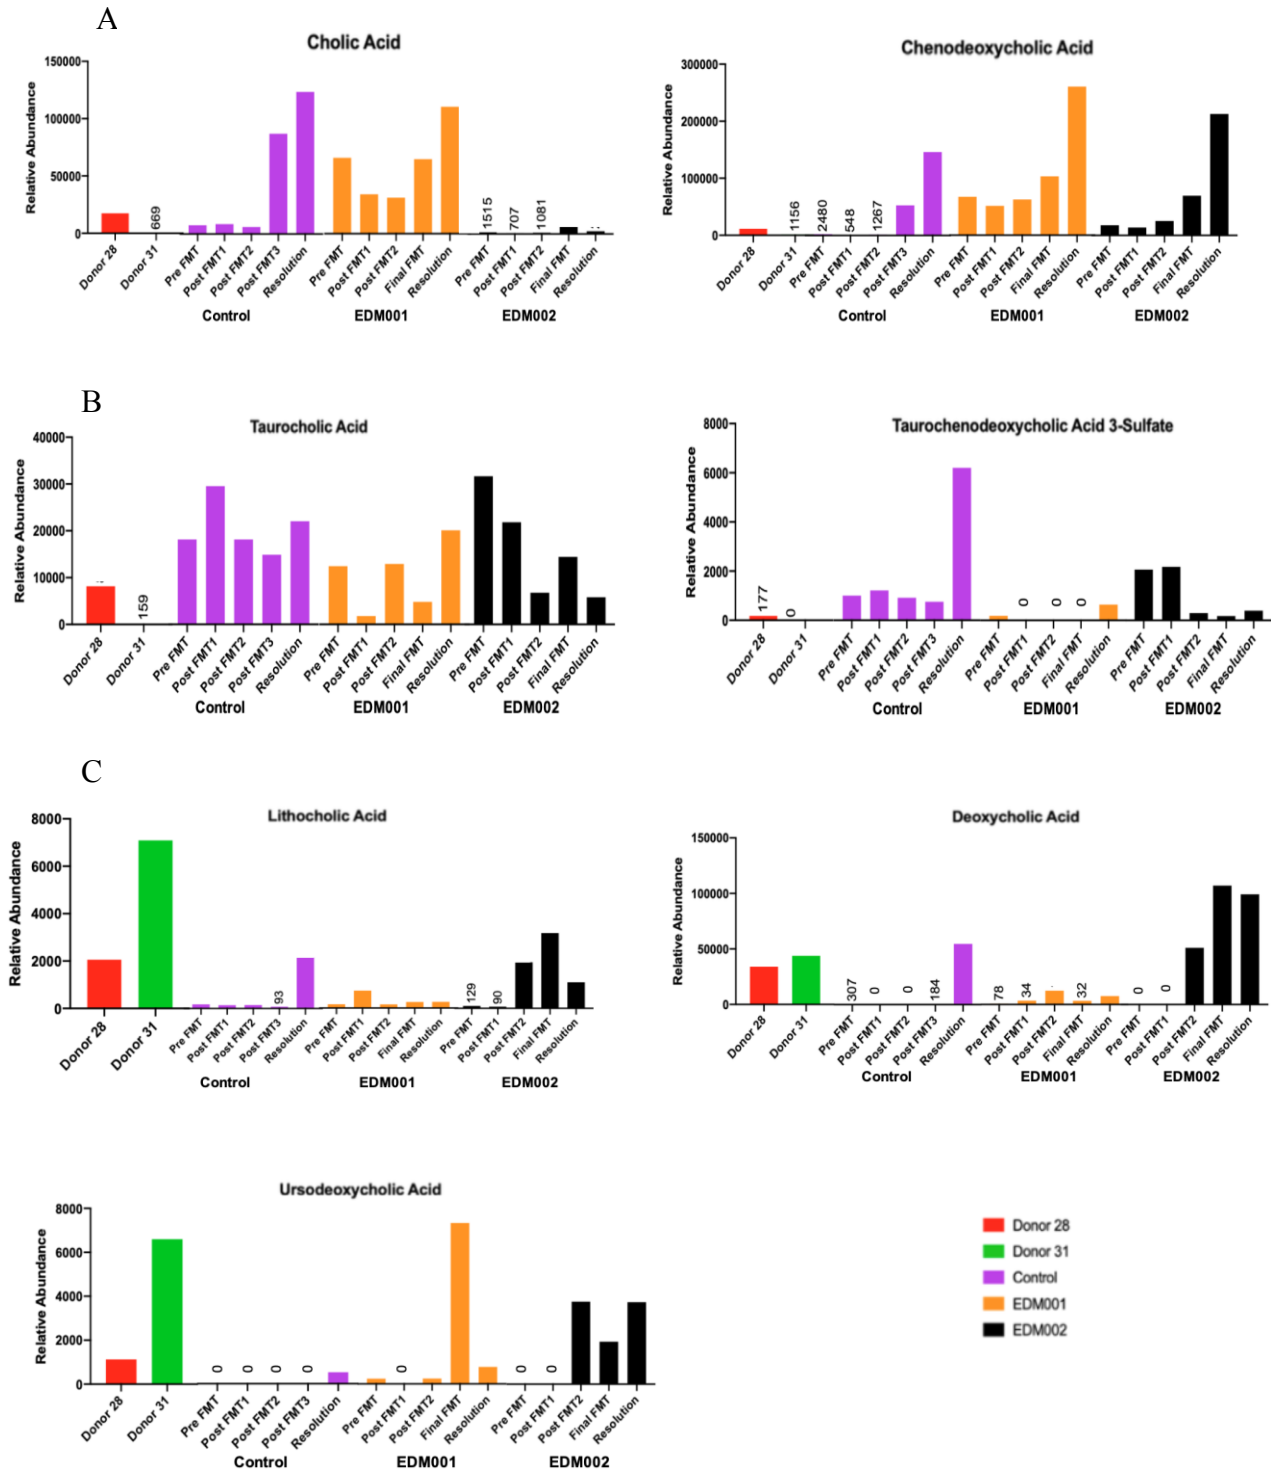 A
Cholic Acid
Relative Abundance
150000
100000
50000
0
669
1515
707
1081
Donor 28
Donor 31
Pre FMT
Post FMT1
Post FMT2
Post FMT3
Resolution
Pre FMT
Post FMT1
Post FMT2
Final FMT
Resolution
Pre FMT
Post FMT1
Post FMT2
Final FMT
Resolution
Control
EDM001
EDM002
Chenodeoxycholic Acid
Relative Abundance
300000
200000
100000
0
1156
2480
548
1267
Donor 28
Donor 31
Pre FMT
Post FMT1
Post FMT2
Post FMT3
Resolution
Pre FMT
Post FMT1
Post FMT2
Final FMT
Resolution
Pre FMT
Post FMT1
Post FMT2
Final FMT
Resolution
Control
EDM001
EDM002
B
Taurocholic Acid
Relative Abundance
40000
30000
20000
10000
0
159
Donor 28
Donor 31
Pre FMT
Post FMT1
Post FMT2
Post FMT3
Resolution
Pre FMT
Post FMT1
Post FMT2
Final FMT
Resolution
Pre FMT
Post FMT1
Post FMT2
Final FMT
Resolution
Control
EDM001
EDM002
Taurochenodeoxycholic Acid 3-Sulfate
Relative Abundance
8000
6000
4000
2000
0
177
0
0
0
0
Donor 28
Donor 31
Pre FMT
Post FMT1
Post FMT2
Post FMT3
Resolution
Pre FMT
Post FMT1
Post FMT2
Final FMT
Resolution
Pre FMT
Post FMT1
Post FMT2
Final FMT
Resolution
Control
EDM001
EDM002
C
Lithocholic Acid
Relative Abundance
8000
6000
4000
2000
0
93
129
90
Donor 28
Donor 31
Pre FMT
Post FMT1
Post FMT2
Post FMT3
Resolution
Pre FMT
Post FMT1
Post FMT2
Final FMT
Resolution
Pre FMT
Post FMT1
Post FMT2
Final FMT
Resolution
Control
EDM001
EDM002
Deoxycholic Acid
Relative Abundance
150000
100000
50000
0
307
0
0
184
78
34
32
0
0
Donor 28
Donor 31
Pre FMT
Post FMT1
Post FMT2
Post FMT3
Resolution
Pre FMT
Post FMT1
Post FMT2
Final FMT
Resolution
Pre FMT
Post FMT1
Post FMT2
Final FMT
Resolution
Control
EDM001
EDM002
Ursodeoxycholic Acid
Relative Abundance
8000
6000
4000
2000
0
0
0
0
0
0
0
0
Donor 28
Donor 31
Pre FMT
Post FMT1
Post FMT2
Post FMT3
Resolution
Pre FMT
Post FMT1
Post FMT2
Final FMT
Resolution
Pre FMT
Post FMT1
Post FMT2
Final FMT
Resolution
Control
EDM001
EDM002
Donor 28
Donor 31
Control
EDM001
EDM002